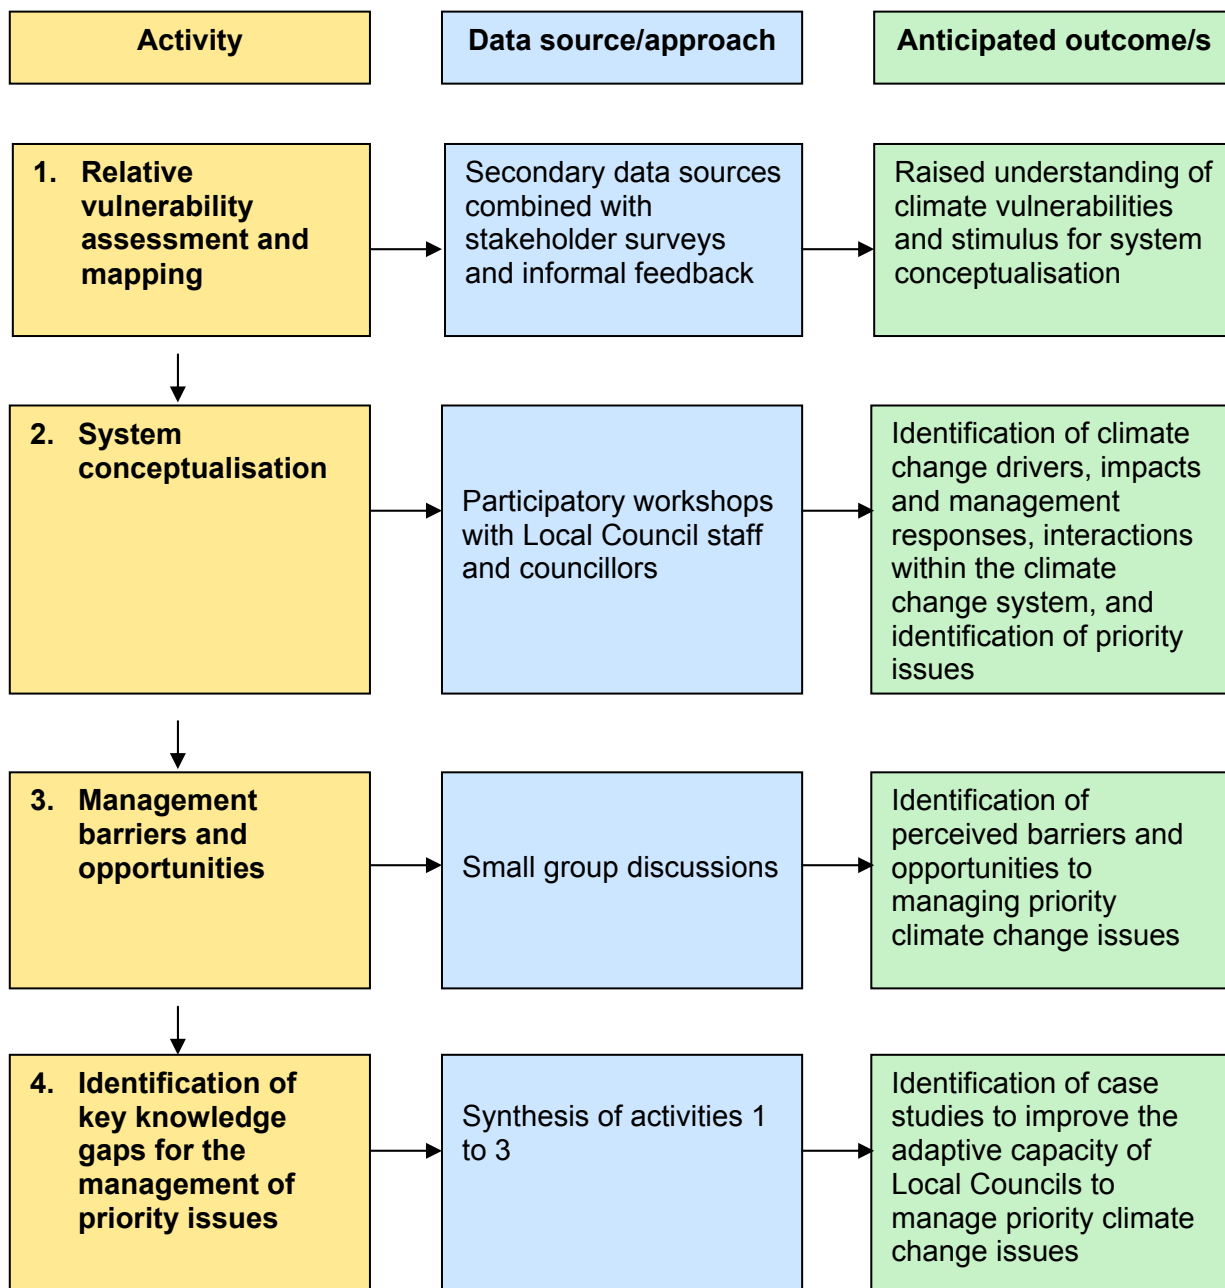 Activity
Data source/approach
Anticipated outcome/s
1. Relative
vulnerability
assessment and
mapping
Secondary data sources
combined with
stakeholder surveys
and informal feedback
Raised understanding of
climate vulnerabilities
and stimulus for system
conceptualisation
2. System
conceptualisation
Participatory workshops
with Local Council staff
and councillors
Identification of climate
change drivers, impacts
and management
responses, interactions
within the climate
change system, and
identification of priority
issues
3. Management
barriers and
opportunities
Small group discussions
Identification of
perceived barriers and
opportunities to
managing priority
climate change issues
4. Identification of
key knowledge
gaps for the
management of
priority issues
Synthesis of activities 1
to 3
Identification of case
studies to improve the
adaptive capacity of
Local Councils to
manage priority climate
change issues